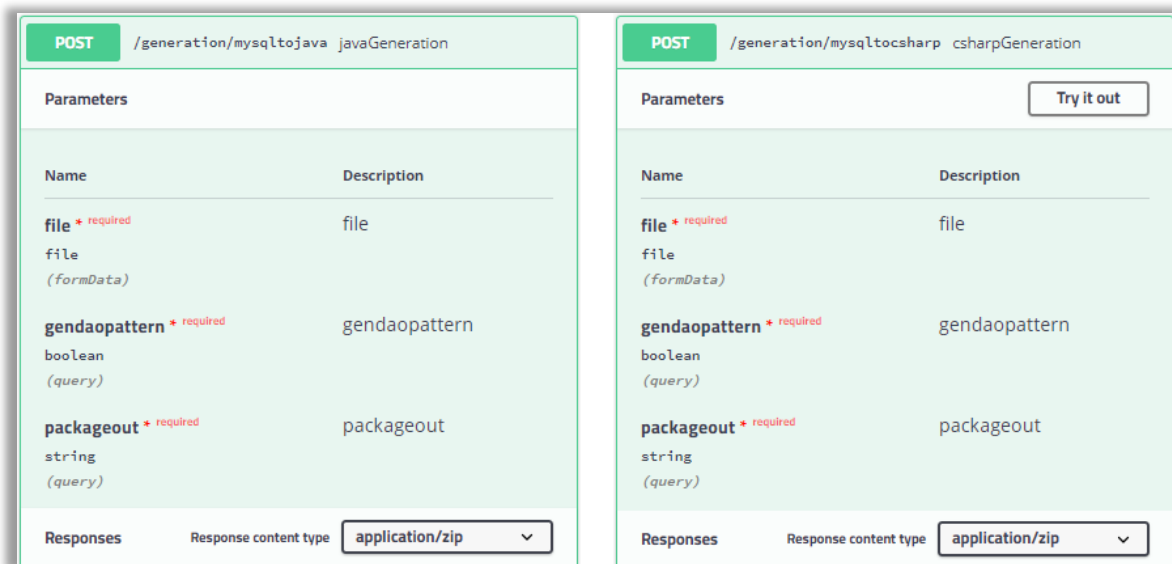 POST /generation/mysqltojava javaGeneration
Parameters
Name Description
file * required file
file
(formData)
gendaopattern * required gendaopattern
boolean
(query)
packageout * required packageout
string
(query)
Responses Response content type application/zip
POST /generation/mysqltocsharp csharpGeneration
Parameters Try it out
Name Description
file * required file
file
(formData)
gendaopattern * required gendaopattern
boolean
(query)
packageout * required packageout
string
(query)
Responses Response content type application/zip